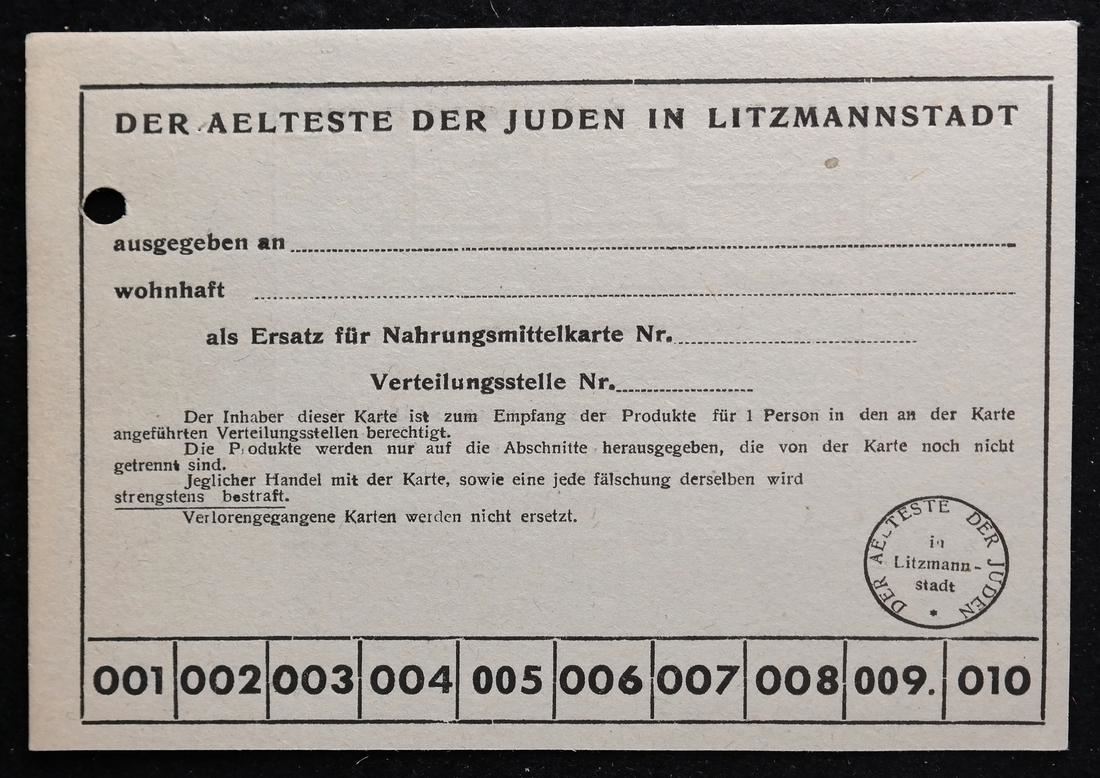 DER AELTESTE DER JUDEN IN LITZMANNSTADT
ausgegeben an
wohnhaft
als Ersatz für Nahrungsmittelkarte Nr.
Verteilungsstelle Nr.
Der Inhaber dieser Karte ist zum Empfang der Produkte für 1 Person in den an der Karte
angeführten Verteilungsstellen berechtigt.
Die Produkte werden nur auf die Abschnitte herausgegeben, die von der Karte noch nicht
getrennt sind.
Jeglicher Handel mit der Karte, sowie eine jede fälschung derselben wird
strengstens bestraft.
Verlorengegangene Karten werden nicht ersetzt.
DER AELTESTE DER JUDEN
in
Litzmann-
stadt
*
001 002 003 004 005 006 007 008 009. 010